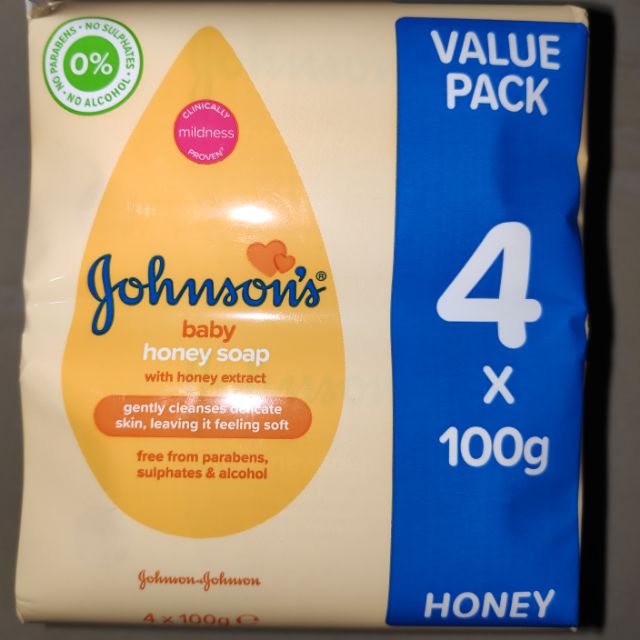 NO PARABENS · NO SULPHATES · NO ALCOHOL
0%
CLINICALLY
mildness
PROVEN*
Johnson's®
baby
honey soap
with honey extract
gently cleanses delicate
skin, leaving it feeling soft
free from parabens,
sulphates & alcohol
Johnson & Johnson
4 x 100g ℮
VALUE
PACK
4
x
100g
HONEY